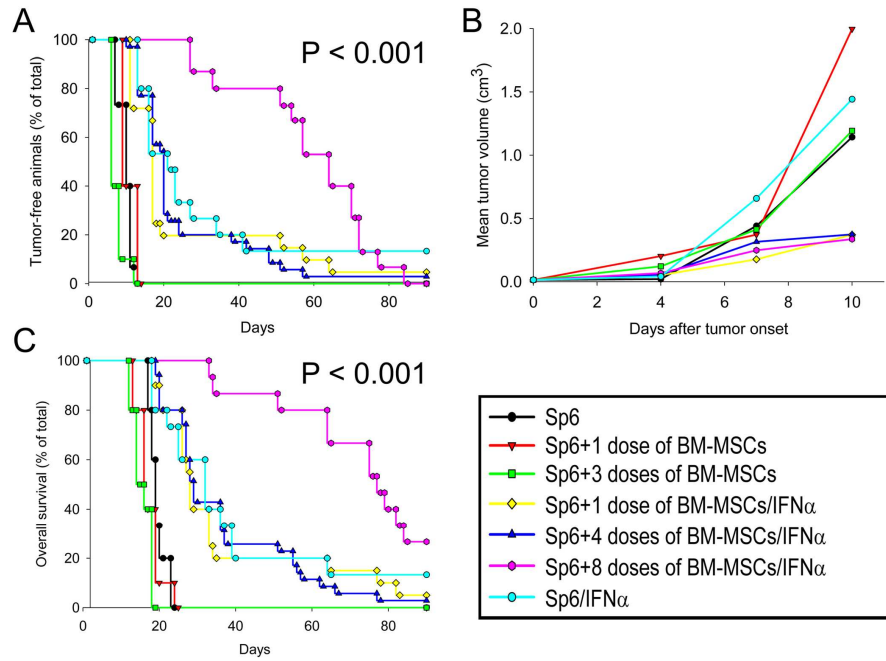 A
P < 0.001
Tumor-free animals (% of total)
100
80
60
40
20
0
0 20 40 60 80
Days
B
Mean tumor volume (cm³)
2.0
1.5
1.0
0.5
0.0
0 2 4 6 8 10
Days after tumor onset
C
P < 0.001
Overall survival (% of total)
100
80
60
40
20
0
0 20 40 60 80
Days
Sp6
Sp6+1 dose of BM-MSCs
Sp6+3 doses of BM-MSCs
Sp6+1 dose of BM-MSCs/IFNα
Sp6+4 doses of BM-MSCs/IFNα
Sp6+8 doses of BM-MSCs/IFNα
Sp6/IFNα